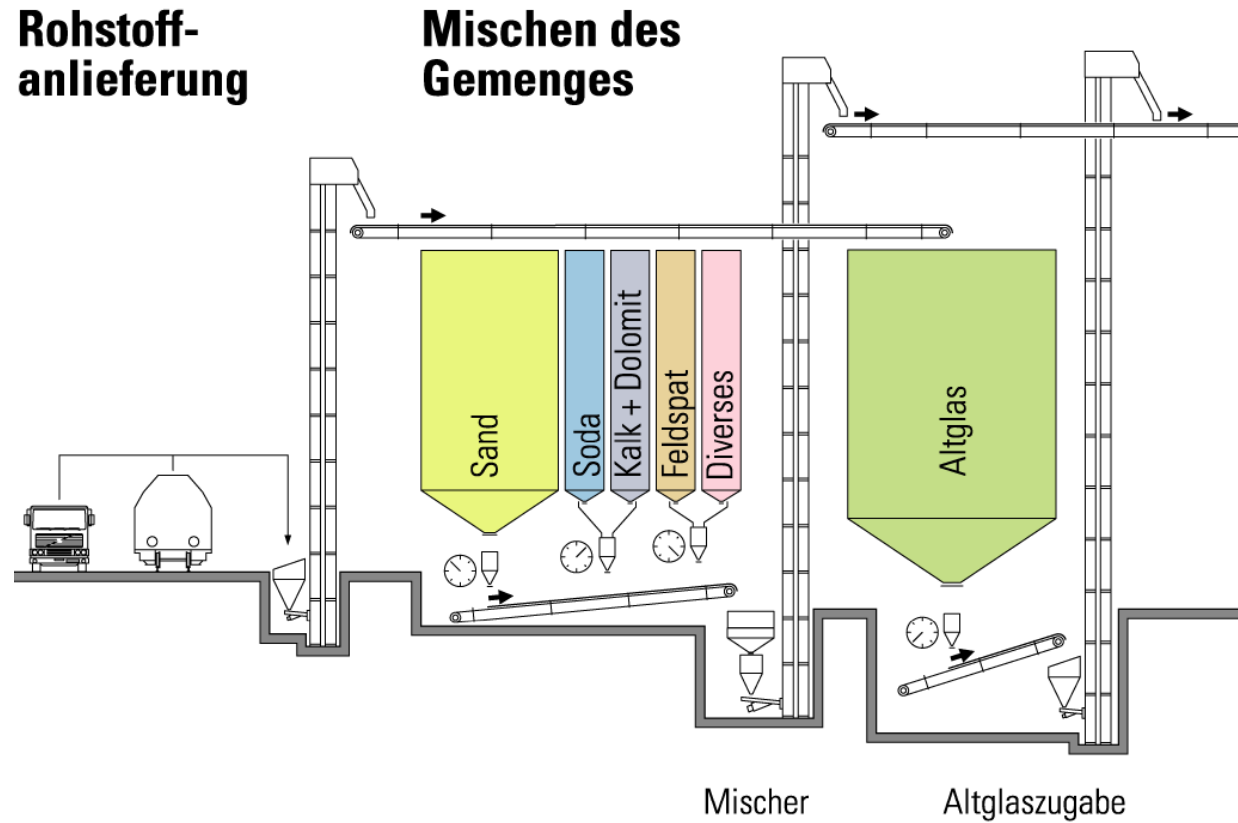 Rohstoff-
anlieferung
Mischen des
Gemenges
Sand
Soda
Kalk + Dolomit
Feldspat
Diverses
Altglas
Mischer
Altglaszugabe